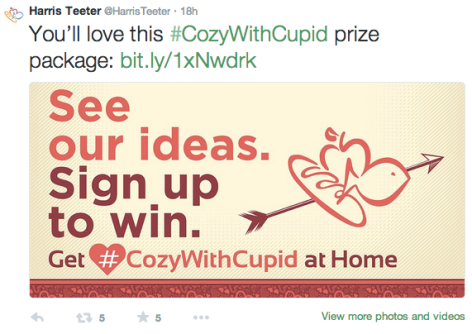 Harris Teeter @HarrisTeeter · 18h
You'll love this #CozyWithCupid prize
package: bit.ly/1xNwdrk
See
our ideas.
Sign up
to win.
Get #CozyWithCupid at Home
5 5 •••
View more photos and videos